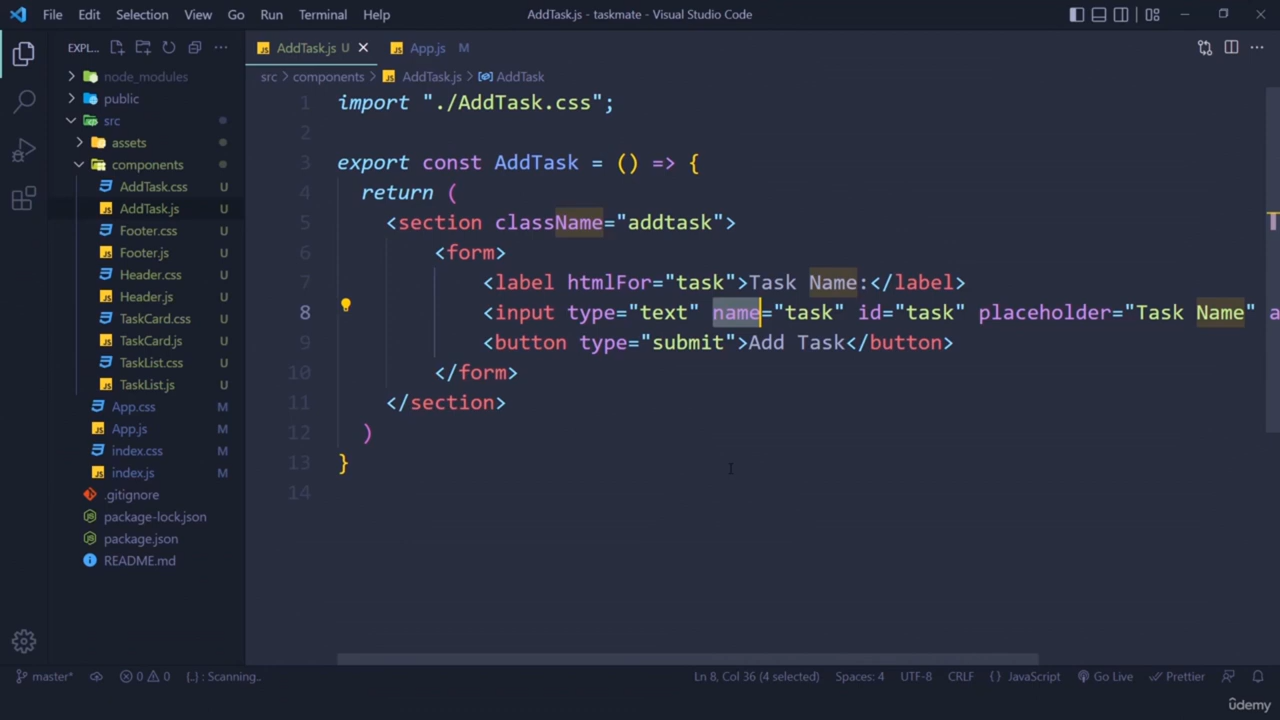 File Edit Selection View Go Run Terminal Help AddTask.js - taskmate - Visual Studio Code
EXPL...
node_modules
public
src
assets
components
AddTask.css U
AddTask.js U
Footer.css U
Footer.js U
Header.css U
Header.js U
TaskCard.css U
TaskCard.js U
TaskList.css U
TaskList.js U
App.css M
App.js M
index.css M
index.js M
.gitignore
package-lock.json
package.json
README.md
AddTask.js U App.js M
src > components > AddTask.js > AddTask
1 import "./AddTask.css";
2
3 export const AddTask = () => {
4 return (
5 <section className="addtask">
6 <form>
7 <label htmlFor="task">Task Name:</label>
8 <input type="text" name="task" id="task" placeholder="Task Name" a
9 <button type="submit">Add Task</button>
10 </form>
11 </section>
12 )
13 }
14
master* 0 0 {..} : Scanning.. Ln 8, Col 36 (4 selected) Spaces: 4 UTF-8 CRLF {} JavaScript Go Live Prettier
ûdemy